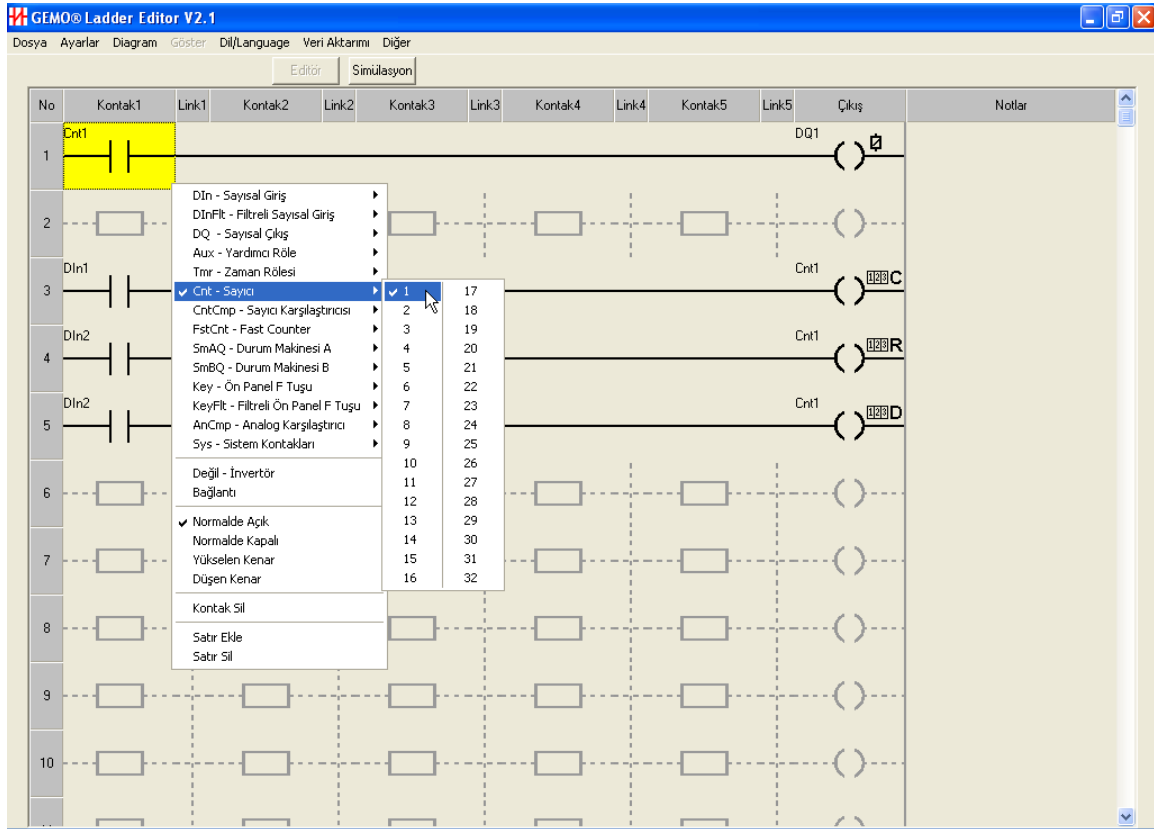 GEMO® Ladder Editor V2.1
Dosya Ayarlar Diagram Göster Dil/Language Veri Aktarımı Diğer
Editör Simülasyon
No Kontak1 Link1 Kontak2 Link2 Kontak3 Link3 Kontak4 Link4 Kontak5 Link5 Çıkış Notlar
Cnt1 DQ1
1
DIn - Sayısal Giriş
DInFlt - Filtreli Sayısal Giriş
2
DQ - Sayısal Çıkış
Aux - Yardımcı Röle
DIn1 Cnt1
Tmr - Zaman Rölesi
123 C
3
Cnt - Sayıcı 1 17
CntCmp - Sayıcı Karşılaştırıcısı 2 18
FstCnt - Fast Counter 3 19
DIn2 Cnt1
123 R
SmAQ - Durum Makinesi A 4 20
4
SmBQ - Durum Makinesi B 5 21
Key - Ön Panel F Tuşu 6 22
DIn2 Cnt1
KeyFlt - Filtreli Ön Panel F Tuşu 7 23
123 D
AnCmp - Analog Karşılaştırıcı 8 24
5
Sys - Sistem Kontakları 9 25
10 26
Değil - İnvertör
11 27
Bağlantı
6
12 28
Normalde Açık 13 29
Normalde Kapalı 14 30
7
Yükselen Kenar 15 31
Düşen Kenar 16 32
Kontak Sil
8
Satır Ekle
Satır Sil
9
10